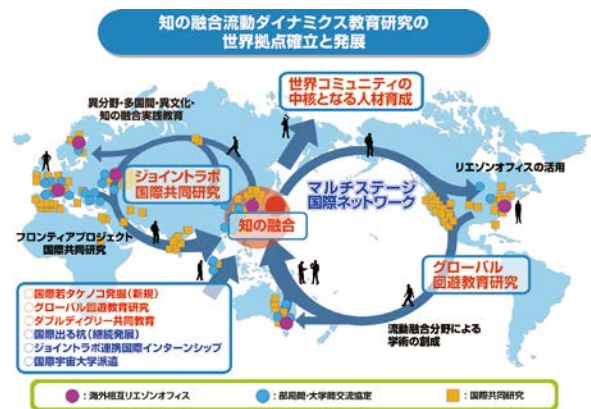 知の融合流動ダイナミクス教育研究の
世界拠点確立と発展
異分野・多国間・異文化・
知の融合実践教育
世界コミュニティの
中核となる人材育成
リエゾンオフィスの活用
ジョイントラボ
国際共同研究
マルチステージ
国際ネットワーク
知の融合
フロンティアプロジェクト
国際共同研究
グローバル
回遊教育研究
○国際若タケノコ発掘(新規)
○グローバル回遊教育研究
○ダブルディグリー共同教育
○国際出る杭(継続発展)
○ジョイントラボ連携国際インターンシップ
○国際宇宙大学派遣
流動融合分野による
学術の創成
:海外相互リエゾンオフィス
:部局間・大学間交流協定
:国際共同研究